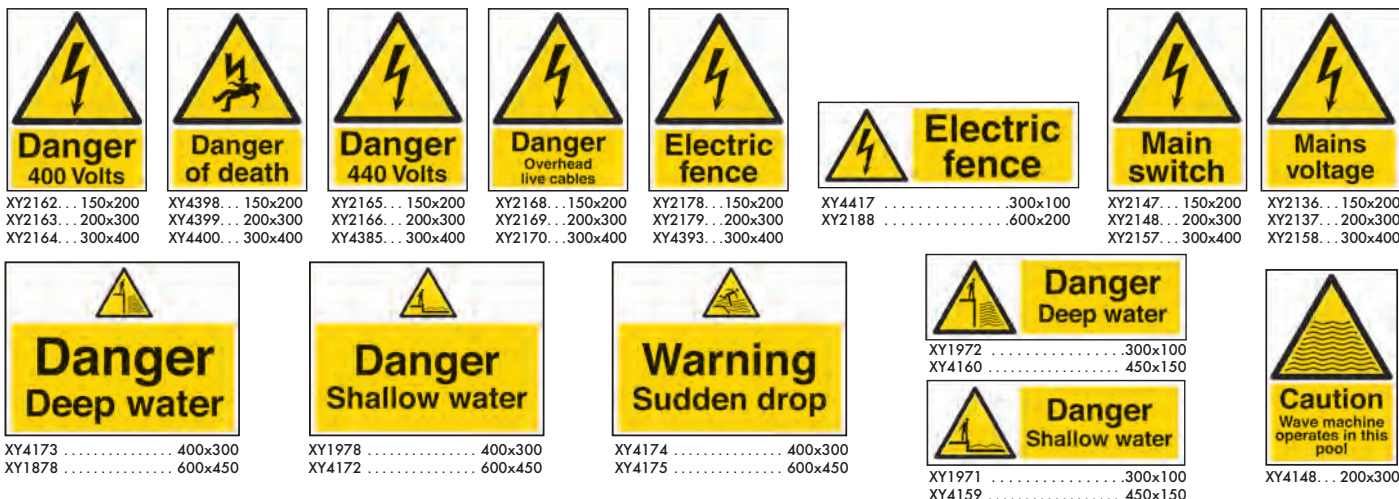 Danger
400 Volts
XY2162... 150x200
XY2163... 200x300
XY2164... 300x400
Danger
of death
XY4398... 150x200
XY4399... 200x300
XY4400... 300x400
Danger
440 Volts
XY2165... 150x200
XY2166... 200x300
XY4385... 300x400
Danger
Overhead
live cables
XY2168... 150x200
XY2169... 200x300
XY2170... 300x400
Electric
fence
XY2178... 150x200
XY2179... 200x300
XY4393... 300x400
Electric
fence
XY4417 ................300x100
XY2188 ................600x200
Main
switch
XY2147... 150x200
XY2148... 200x300
XY2157... 300x400
Mains
voltage
XY2136... 150x200
XY2137... 200x300
XY2158... 300x400
Danger
Deep water
XY4173 .............. 400x300
XY1878 .............. 600x450
Danger
Shallow water
XY1978 .............. 400x300
XY4172 .............. 600x450
Warning
Sudden drop
XY4174 .............. 400x300
XY4175 .............. 600x450
Danger
Deep water
XY1972 ................300x100
XY4160 ................ 450x150
Danger
Shallow water
XY1971 ................300x100
XY4159 ................ 450x150
Caution
Wave machine
operates in this
pool
XY4148... 200x300